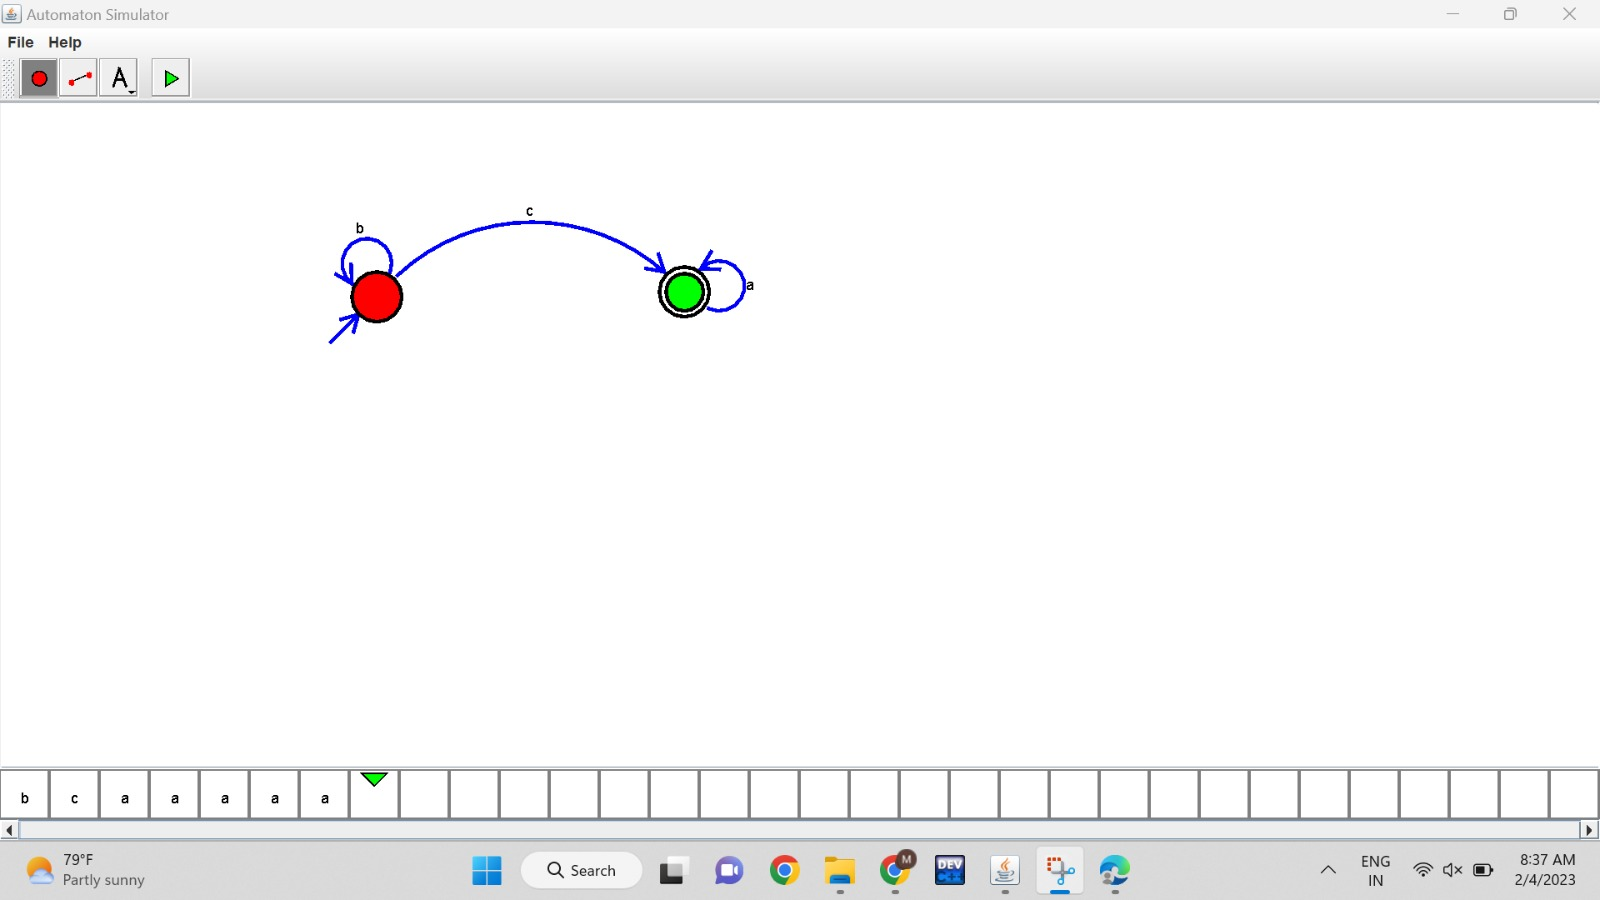 Automaton Simulator
File Help
A
c
b
a
b c a a a a a
79°F
Partly sunny
Search
M
DEV
C++
ENG
IN
8:37 AM
2/4/2023